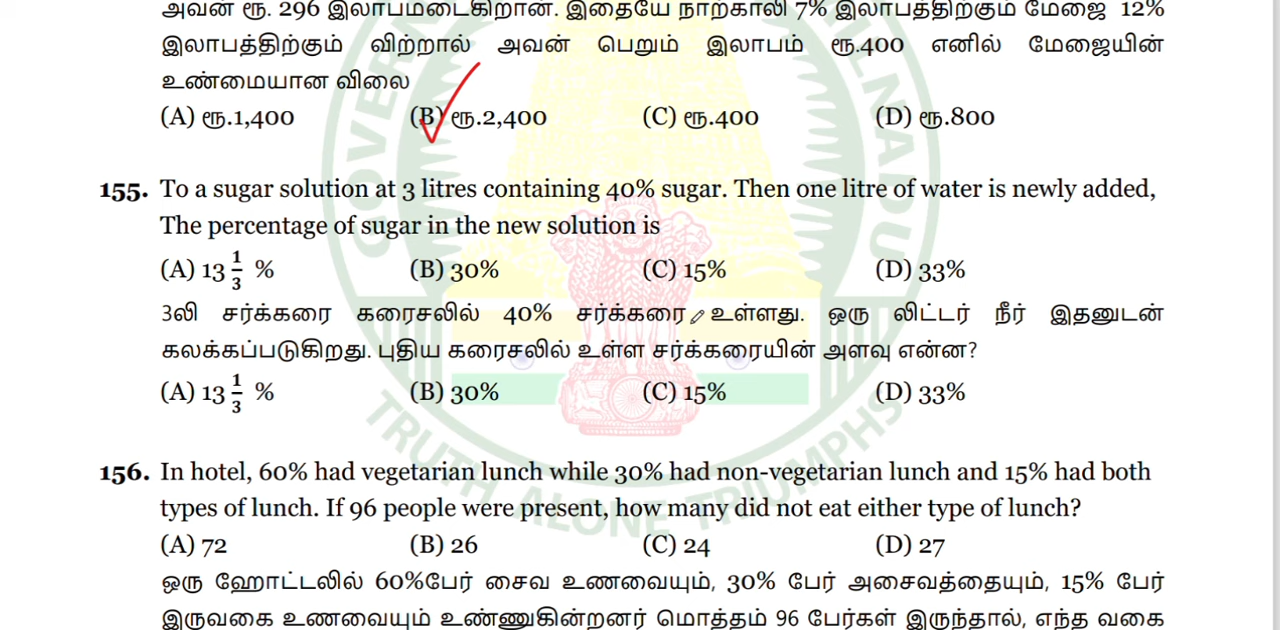 அவன் ரூ. 296 இலாபமடைகிறான். இதையே நாற்காலி 7% இலாபத்திற்கும் மேஜை 12%
இலாபத்திற்கும் விற்றால் அவன் பெறும் இலாபம் ரூ.400 எனில் மேஜையின்
உண்மையான விலை
(A) ரூ.1,400 (B) ரூ.2,400 (C) ரூ.400 (D) ரூ.800
155. To a sugar solution at 3 litres containing 40% sugar. Then one litre of water is newly added,
The percentage of sugar in the new solution is
(A) 13 1/3 % (B) 30% (C) 15% (D) 33%
3லி சர்க்கரை கரைசலில் 40% சர்க்கரை உள்ளது. ஒரு லிட்டர் நீர் இதனுடன்
கலக்கப்படுகிறது. புதிய கரைசலில் உள்ள சர்க்கரையின் அளவு என்ன?
(A) 13 1/3 % (B) 30% (C) 15% (D) 33%
156. In hotel, 60% had vegetarian lunch while 30% had non-vegetarian lunch and 15% had both
types of lunch. If 96 people were present, how many did not eat either type of lunch?
(A) 72 (B) 26 (C) 24 (D) 27
ஒரு ஹோட்டலில் 60%பேர் சைவ உணவையும், 30% பேர் அசைவத்தையும், 15% பேர்
இருவகை உணவையும் உண்ணுகின்றனர் மொத்தம் 96 பேர்கள் இருந்தால், எந்த வகை
TRUTH ALONE TRIUMPHS